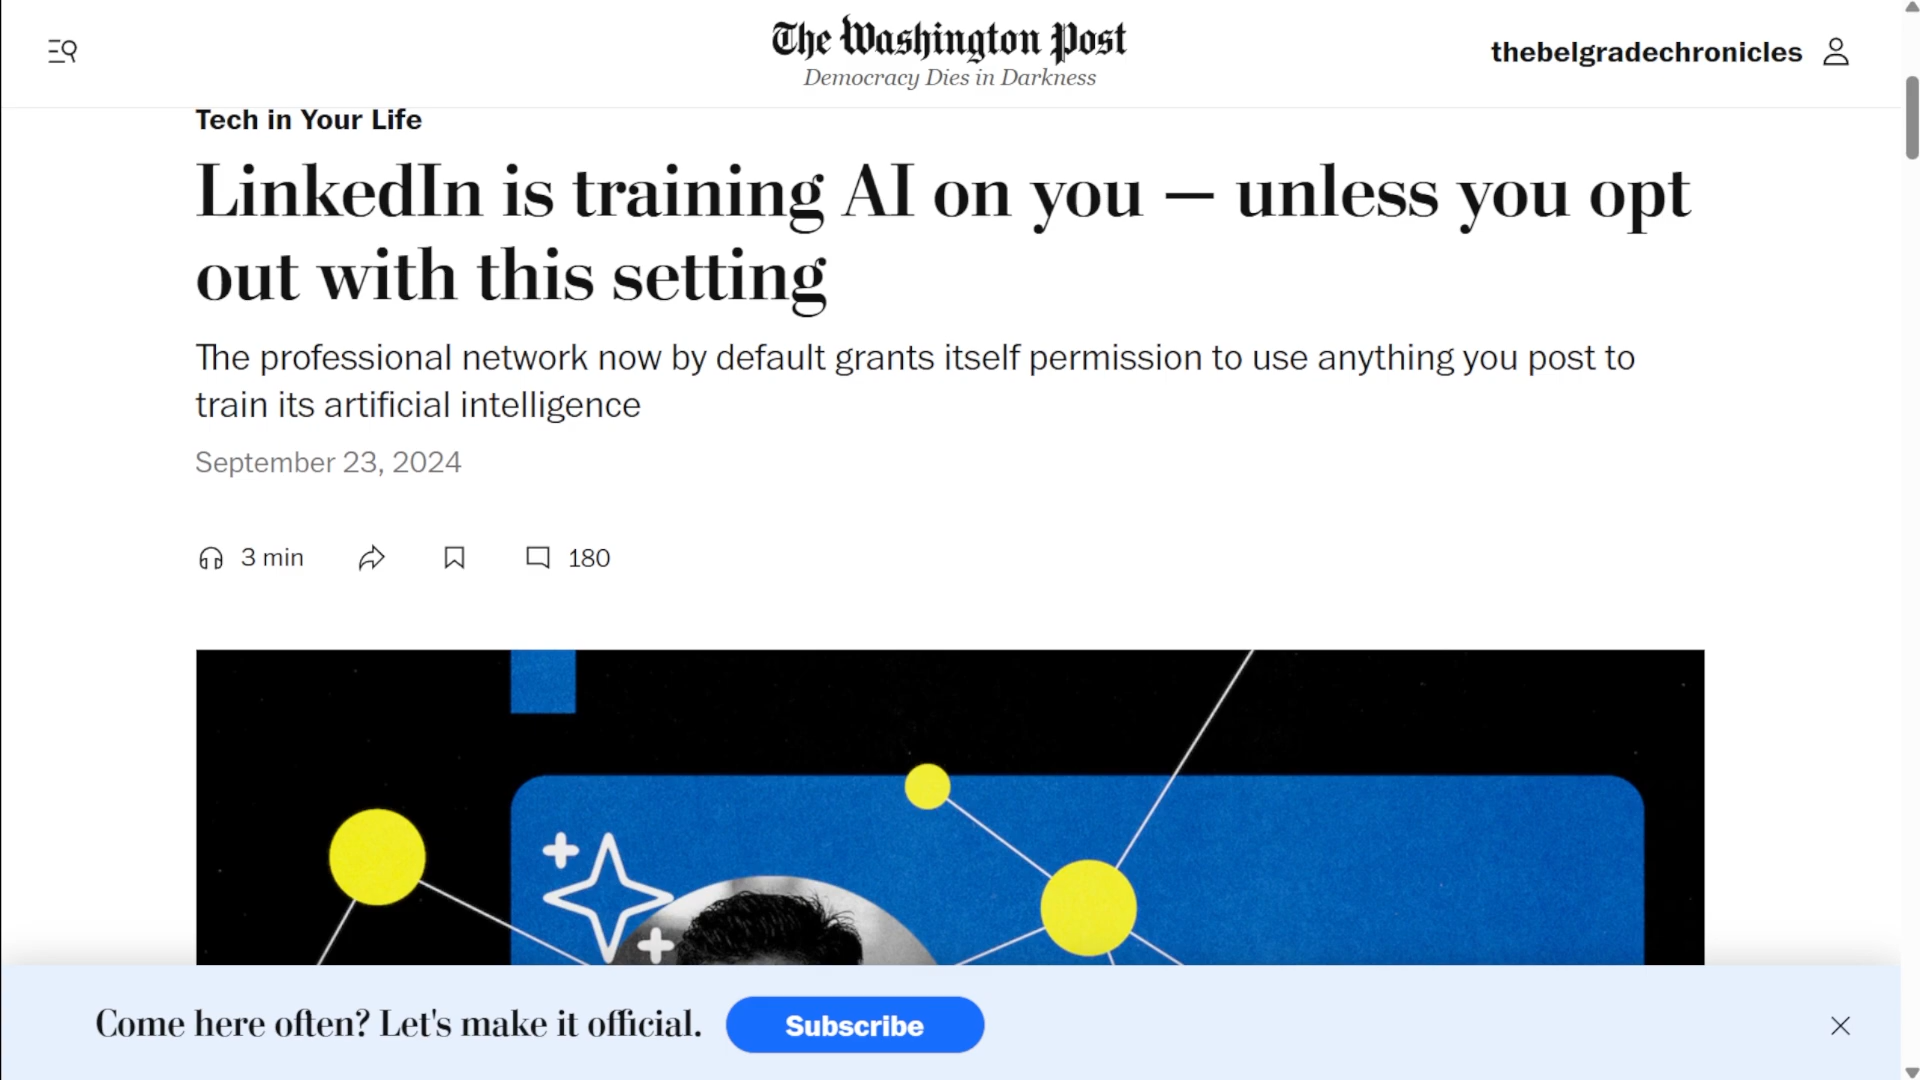 The Washington Post
Democracy Dies in Darkness
thebelgradechronicles
Tech in Your Life
LinkedIn is training AI on you — unless you opt
out with this setting
The professional network now by default grants itself permission to use anything you post to
train its artificial intelligence
September 23, 2024
3 min
180
Come here often? Let's make it official.
Subscribe